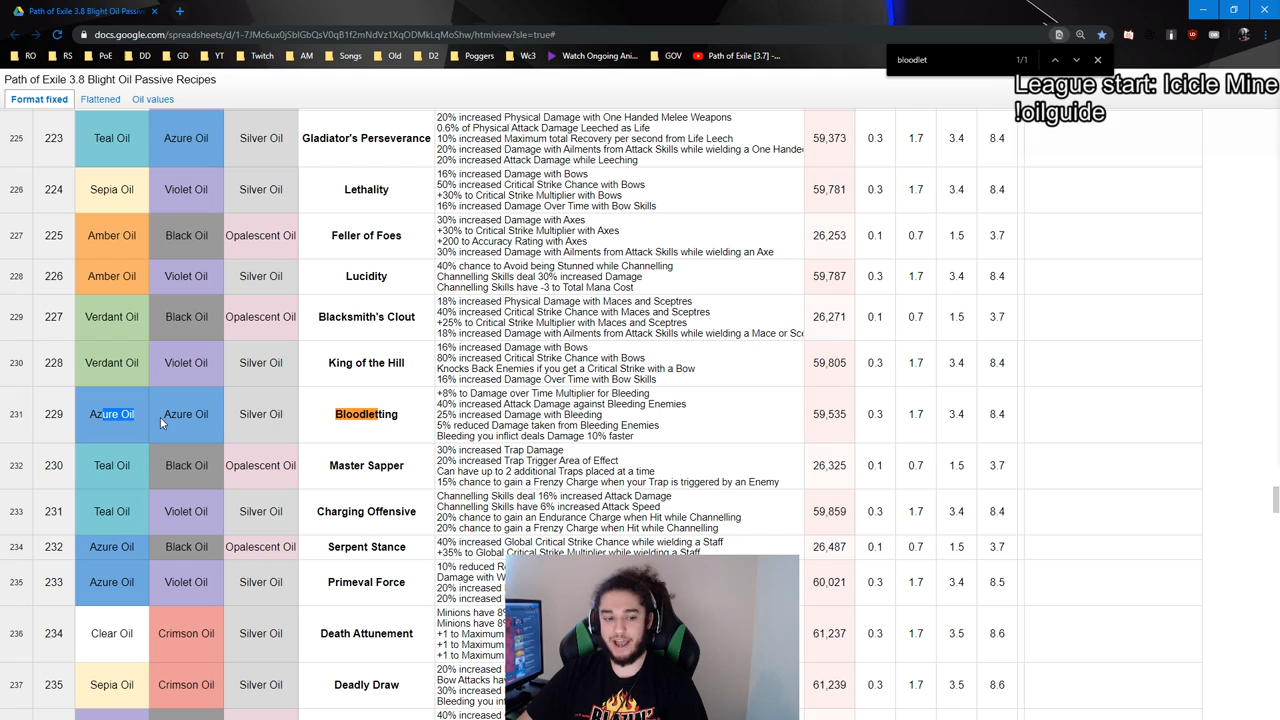 Path of Exile 3.8 Blight Oil Passiv
docs.google.com/spreadsheets/d/1-7JMc6ux0jSblGbQsV0qB1f2mNdVz1XqODMkLqMoShw/htmlview?sle=true#
RO RS PoE DD GD YT Twitch AM Songs Old D2 Poggers Wc3 Watch Ongoing Ani... GOV Path of Exile [3.7] -...
bloodlet 1/1
Path of Exile 3.8 Blight Oil Passive Recipes
League start: Icicle Mine
!oilguide
Format fixed Flattened Oil values
225 223 Teal Oil Azure Oil Silver Oil Gladiator's Perseverance 59,373 0.3 1.7 3.4 8.4
20% increased Physical Damage with One Handed Melee Weapons
0.6% of Physical Attack Damage Leeched as Life
10% increased Maximum total Recovery per second from Life Leech
20% increased Damage with Ailments from Attack Skills while wielding a One Hande
20% increased Attack Damage while Leeching
226 224 Sepia Oil Violet Oil Silver Oil Lethality 59,781 0.3 1.7 3.4 8.4
16% increased Damage with Bows
50% increased Critical Strike Chance with Bows
+30% to Critical Strike Multiplier with Bows
16% increased Damage Over Time with Bow Skills
227 225 Amber Oil Black Oil Opalescent Oil Feller of Foes 26,253 0.1 0.7 1.5 3.7
30% increased Damage with Axes
+30% to Critical Strike Multiplier with Axes
+200 to Accuracy Rating with Axes
30% increased Damage with Ailments from Attack Skills while wielding an Axe
228 226 Amber Oil Violet Oil Silver Oil Lucidity 59,787 0.3 1.7 3.4 8.4
40% chance to Avoid being Stunned while Channelling
Channelling Skills deal 30% increased Damage
Channelling Skills have -3 to Total Mana Cost
229 227 Verdant Oil Black Oil Opalescent Oil Blacksmith's Clout 26,271 0.1 0.7 1.5 3.7
18% increased Physical Damage with Maces and Sceptres
40% increased Critical Strike Chance with Maces and Sceptres
+25% to Critical Strike Multiplier with Maces and Sceptres
18% increased Damage with Ailments from Attack Skills while wielding a Mace or Sc
230 228 Verdant Oil Violet Oil Silver Oil King of the Hill 59,805 0.3 1.7 3.4 8.4
16% increased Damage with Bows
80% increased Critical Strike Chance with Bows
Knocks Back Enemies if you get a Critical Strike with a Bow
16% increased Damage Over Time with Bow Skills
231 229 Azure Oil Azure Oil Silver Oil Bloodletting 59,535 0.3 1.7 3.4 8.4
+8% to Damage over Time Multiplier for Bleeding
40% increased Attack Damage against Bleeding Enemies
25% increased Damage with Bleeding
5% reduced Damage taken from Bleeding Enemies
Bleeding you inflict deals Damage 10% faster
232 230 Teal Oil Black Oil Opalescent Oil Master Sapper 26,325 0.1 0.7 1.5 3.7
30% increased Trap Damage
20% increased Trap Trigger Area of Effect
Can have up to 2 additional Traps placed at a time
15% chance to gain a Frenzy Charge when your Trap is triggered by an Enemy
233 231 Teal Oil Violet Oil Silver Oil Charging Offensive 59,859 0.3 1.7 3.4 8.4
Channelling Skills deal 16% increased Attack Damage
Channelling Skills have 6% increased Attack Speed
20% chance to gain an Endurance Charge when Hit while Channelling
20% chance to gain a Frenzy Charge when Hit while Channelling
234 232 Azure Oil Black Oil Opalescent Oil Serpent Stance 26,487 0.1 0.7 1.5 3.7
40% increased Global Critical Strike Chance while wielding a Staff
+35% to Global Critical Strike Multiplier while wielding a Staff
235 233 Azure Oil Violet Oil Silver Oil Primeval Force 60,021 0.3 1.7 3.4 8.5
10% reduced R
Damage with W
20% increased
20% increased
236 234 Clear Oil Crimson Oil Silver Oil Death Attunement 61,237 0.3 1.7 3.5 8.6
Minions have 8%
Minions have 8%
+1 to Maximum
+1 to Maximum
+1 to Maximum
237 235 Sepia Oil Crimson Oil Silver Oil Deadly Draw 61,239 0.3 1.7 3.5 8.6
20% increased
Bow Attacks ha
30% increased
Bleeding you in
40% increased